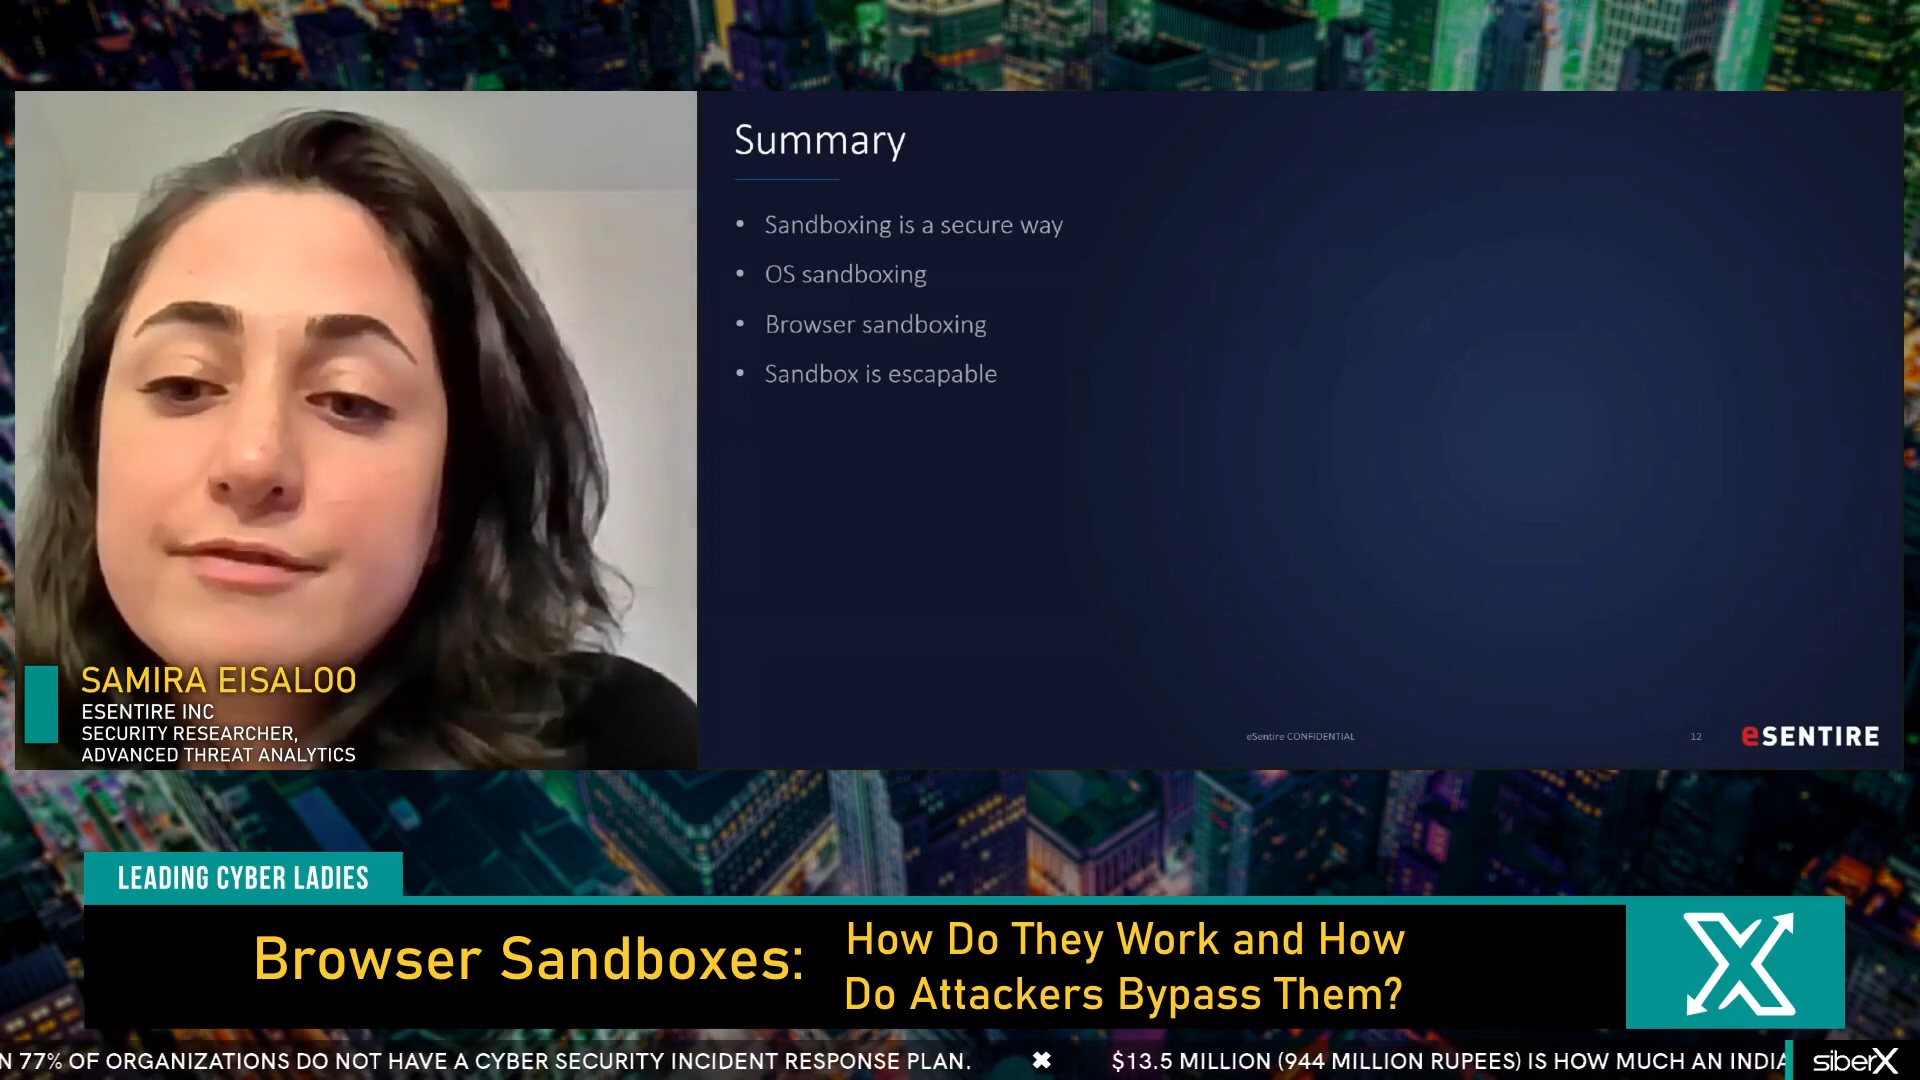 Summary
• Sandboxing is a secure way
• OS sandboxing
• Browser sandboxing
• Sandbox is escapable
eSentire CONFIDENTIAL
12
eSENTIRE
SAMIRA EISALOO
ESENTIRE INC
SECURITY RESEARCHER,
ADVANCED THREAT ANALYTICS
LEADING CYBER LADIES
Browser Sandboxes:
How Do They Work and How
Do Attackers Bypass Them?
N 77% OF ORGANIZATIONS DO NOT HAVE A CYBER SECURITY INCIDENT RESPONSE PLAN. ✖ $13.5 MILLION (944 MILLION RUPEES) IS HOW MUCH AN INDIA
siberX